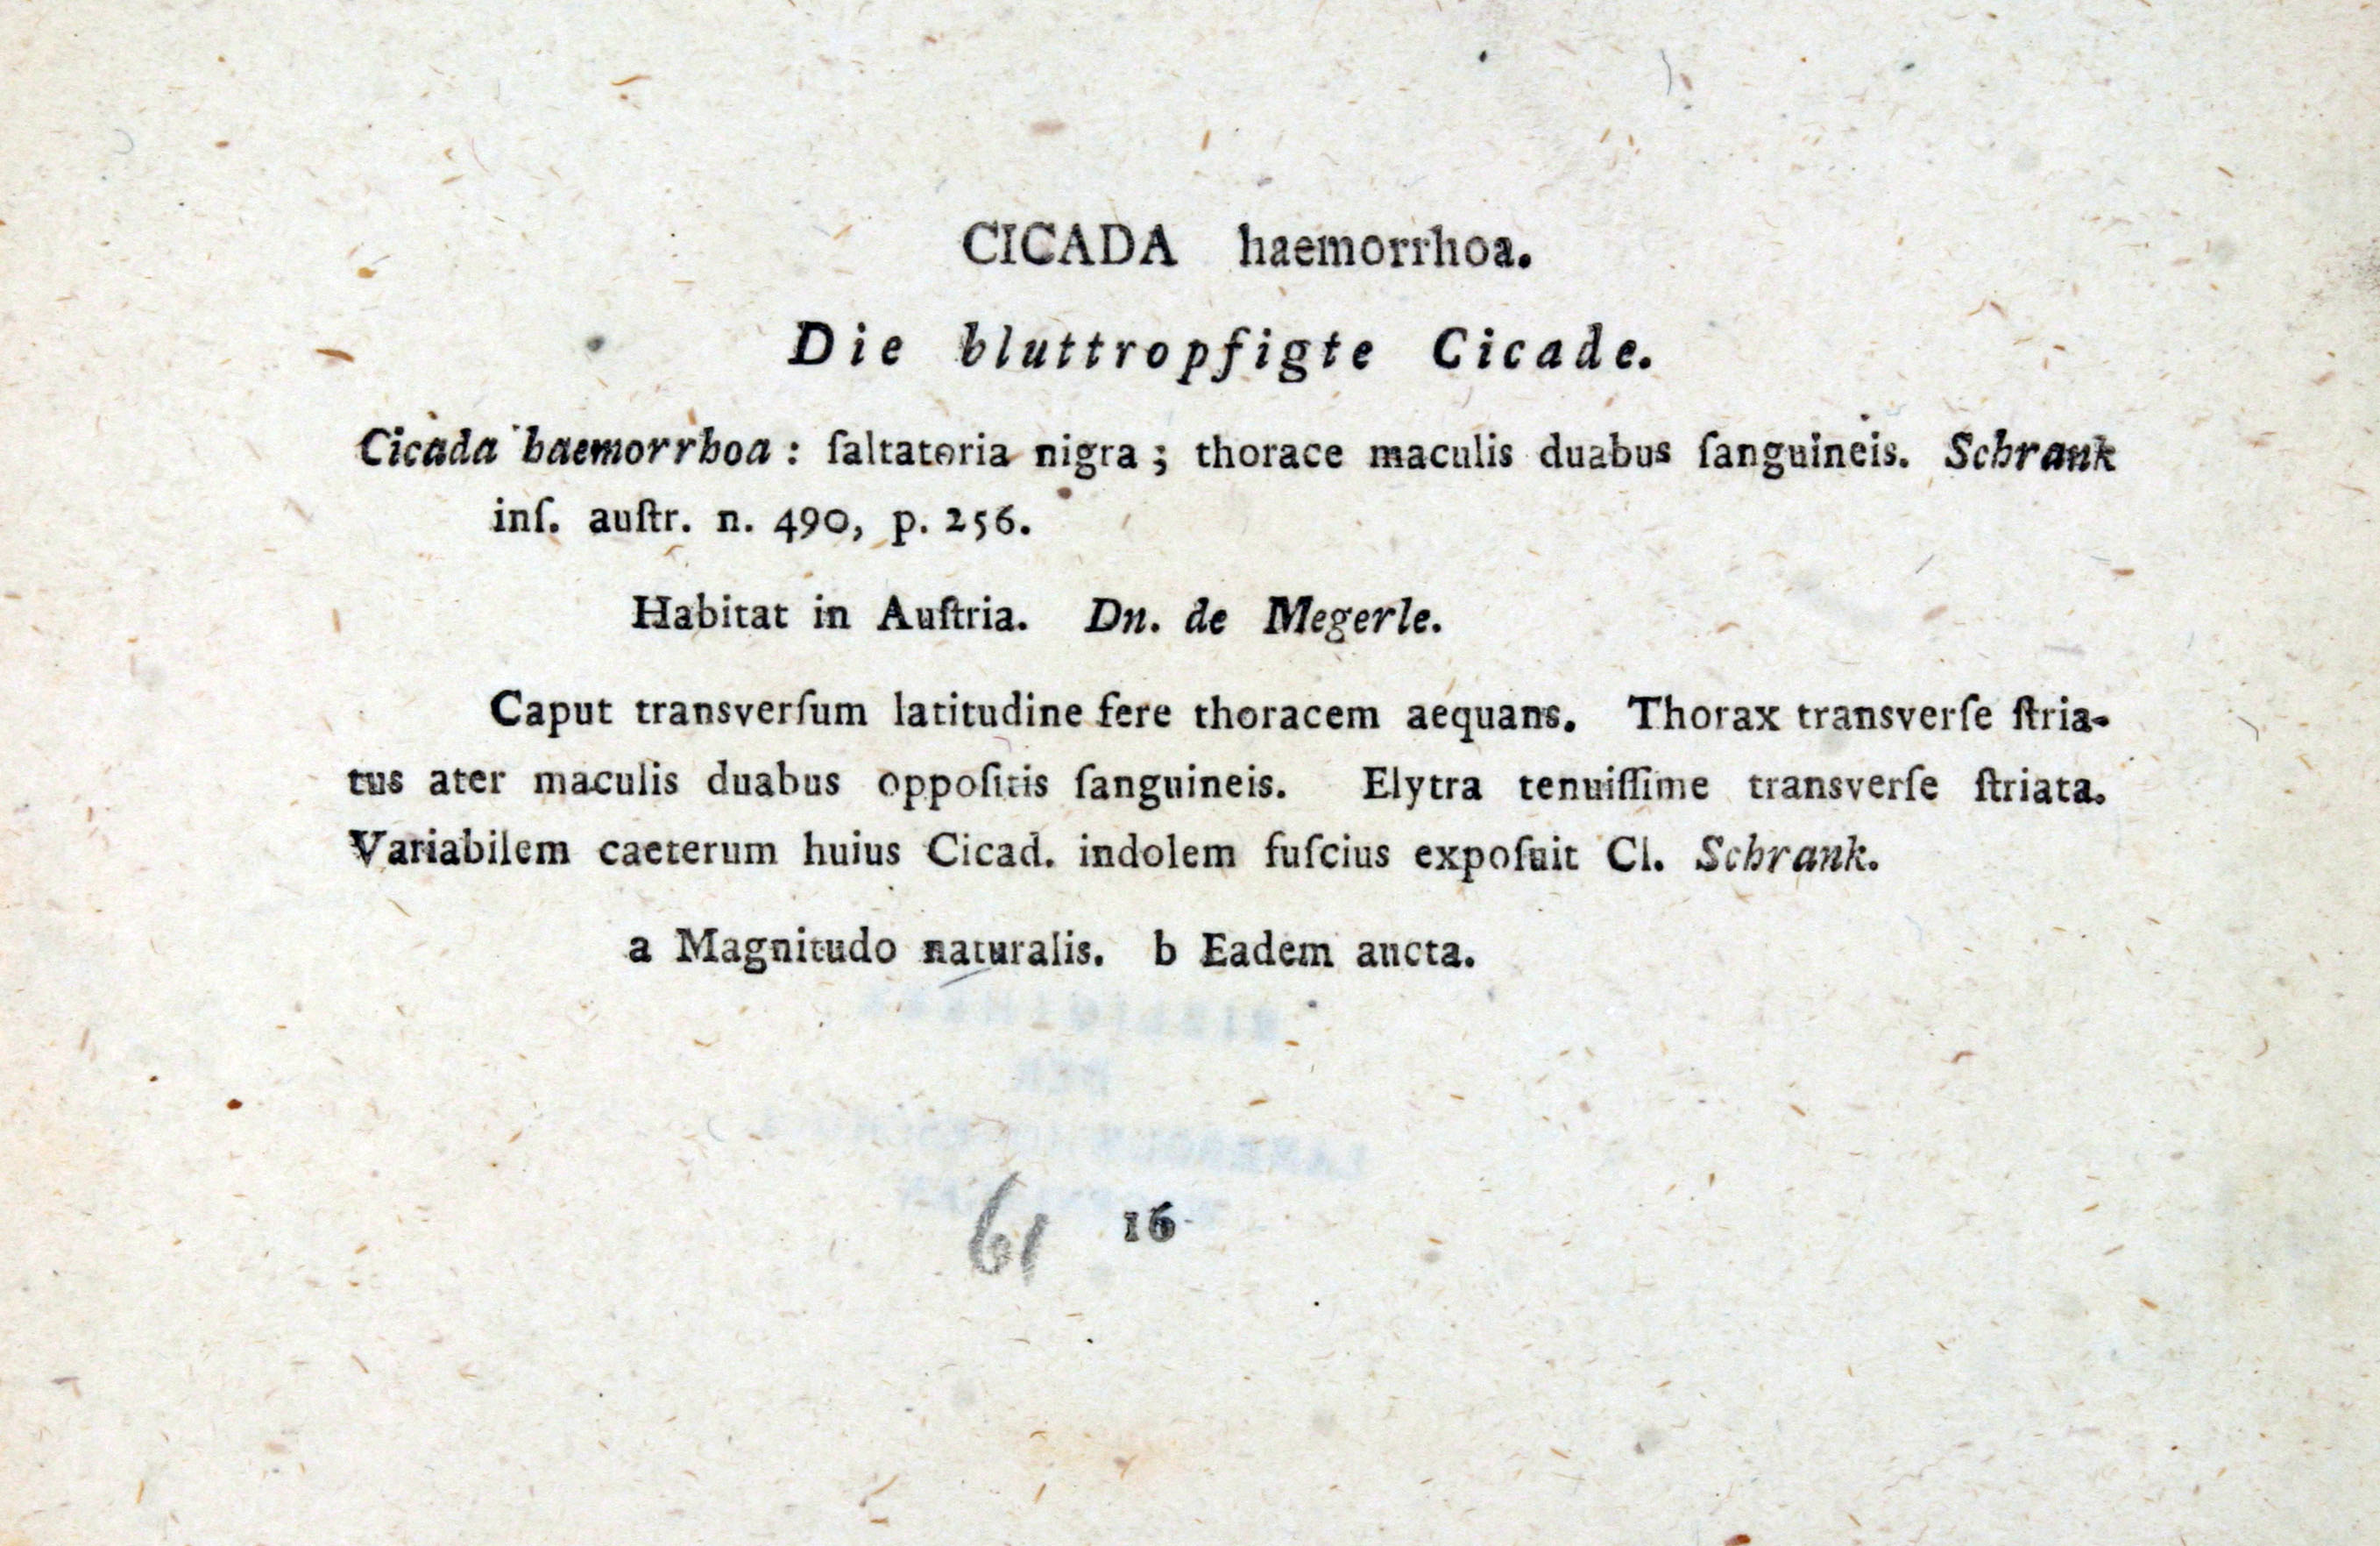 CICADA haemorrhoa.
Die bluttropfigte Cicade.
Cicada haemorrhoa : ſaltatoria nigra ; thorace maculis duabus ſanguineis. Schrank
inſ. auſtr. n. 490, p. 256.
Habitat in Auſtria. Dn. de Megerle.
Caput transverſum latitudine fere thoracem aequans. Thorax transverſe ſtria-
tus ater maculis duabus oppoſitis ſanguineis. Elytra tenuiſſime transverſe ſtriata.
Variabilem caeterum huius Cicad. indolem fuſcius expoſuit Cl. Schrank.
a Magnitudo naturalis. b Eadem aucta.
61 16